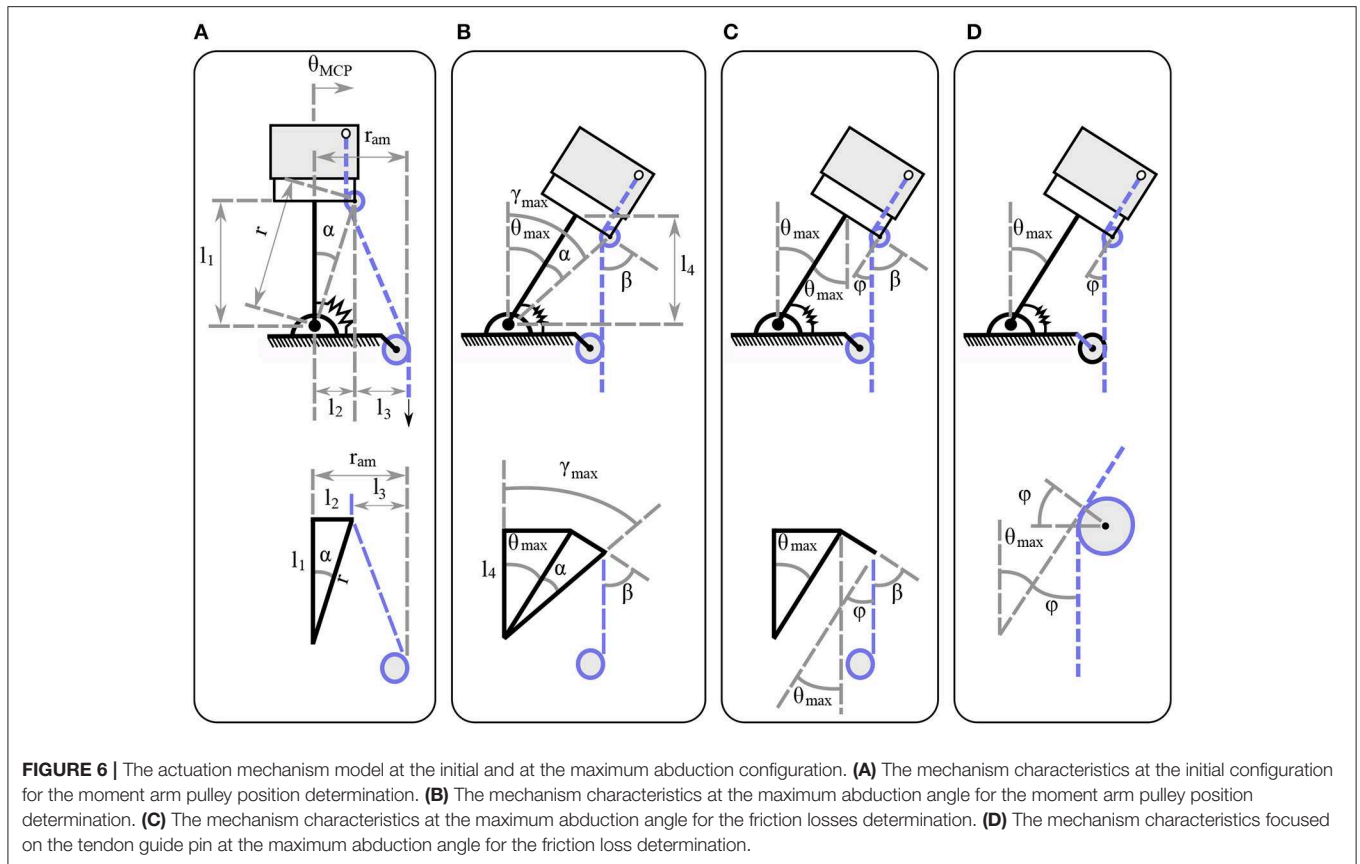 A
B
C
D
θMCP
ram
l1
r
α
l2
l3
ram
l2
l3
l1
α
r
γmax
θmax
α
l4
β
γmax
θmax
l4
α
β
θmax
θmax
φ
β
θmax
φ
β
θmax
θmax
φ
φ
θmax
φ
FIGURE 6 | The actuation mechanism model at the initial and at the maximum abduction configuration. (A) The mechanism characteristics at the initial configuration
for the moment arm pulley position determination. (B) The mechanism characteristics at the maximum abduction angle for the moment arm pulley position
determination. (C) The mechanism characteristics at the maximum abduction angle for the friction losses determination. (D) The mechanism characteristics focused
on the tendon guide pin at the maximum abduction angle for the friction loss determination.